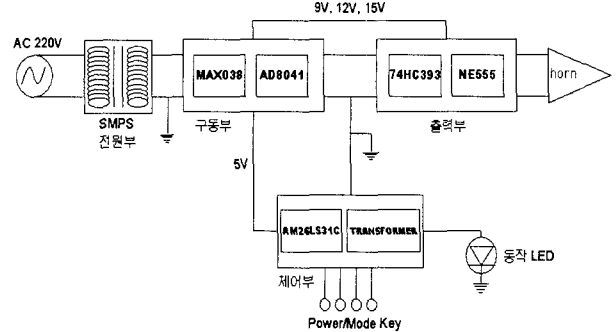 9V, 12V, 15V
AC 220V
MAX038
AD8041
74HC393
NE555
horn
SMPS
전원부
구동부
출력부
5V
AM26LS31C
TRANSFORMER
동작 LED
제어부
Power/Mode Key